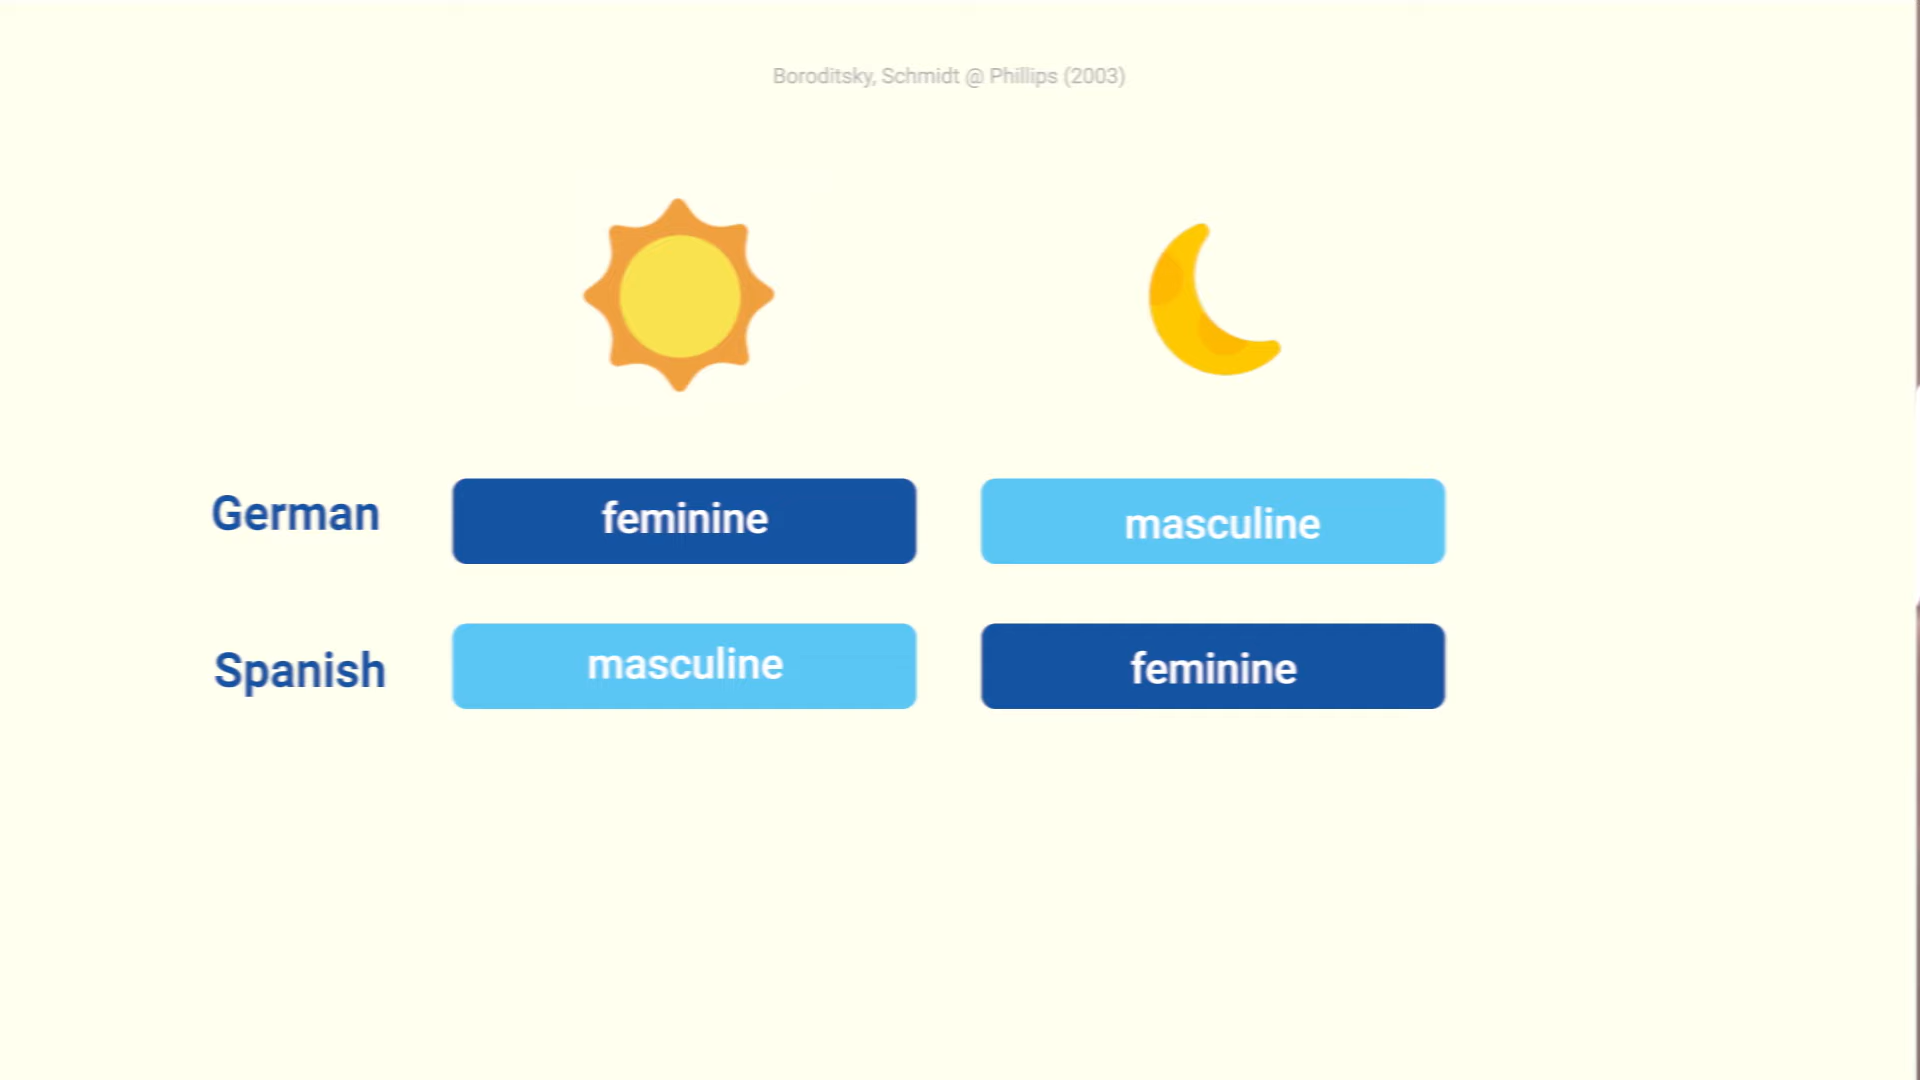 Boroditsky, Schmidt @ Phillips (2003)
German feminine masculine
Spanish masculine feminine